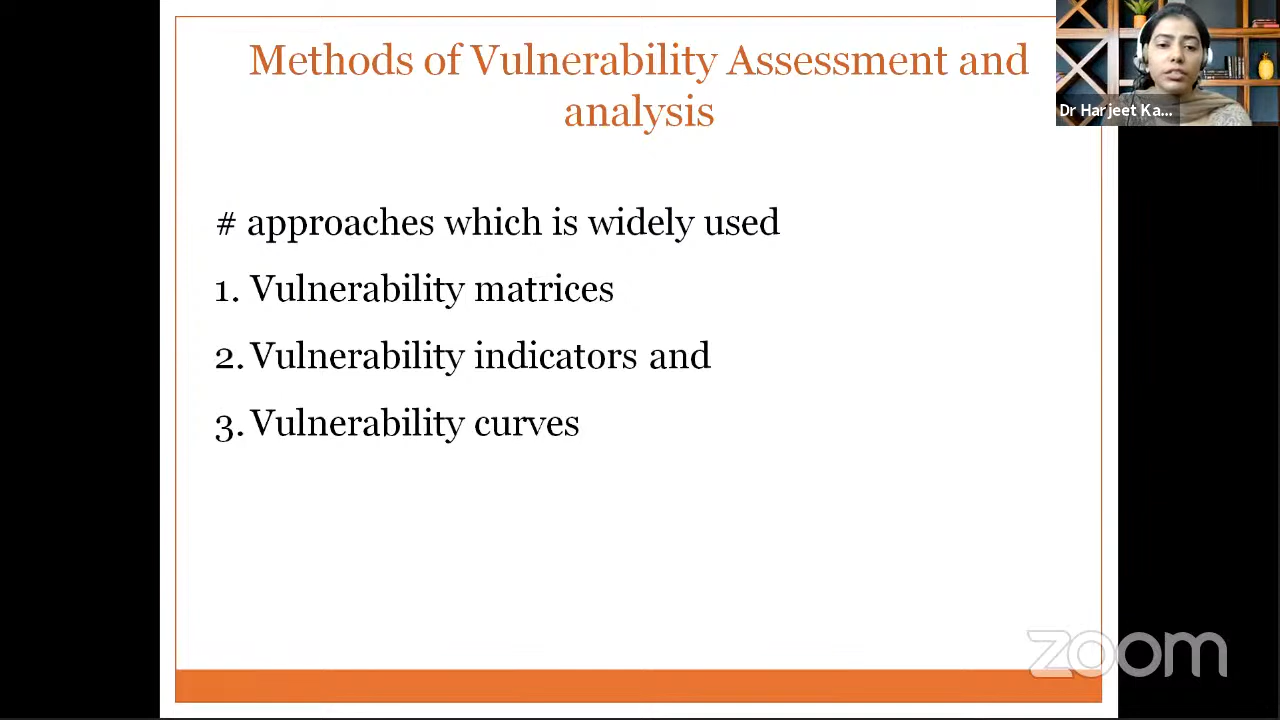 Methods of Vulnerability Assessment and
analysis
Dr Harjeet Ka...
# approaches which is widely used
1. Vulnerability matrices
2. Vulnerability indicators and
3. Vulnerability curves
zoom